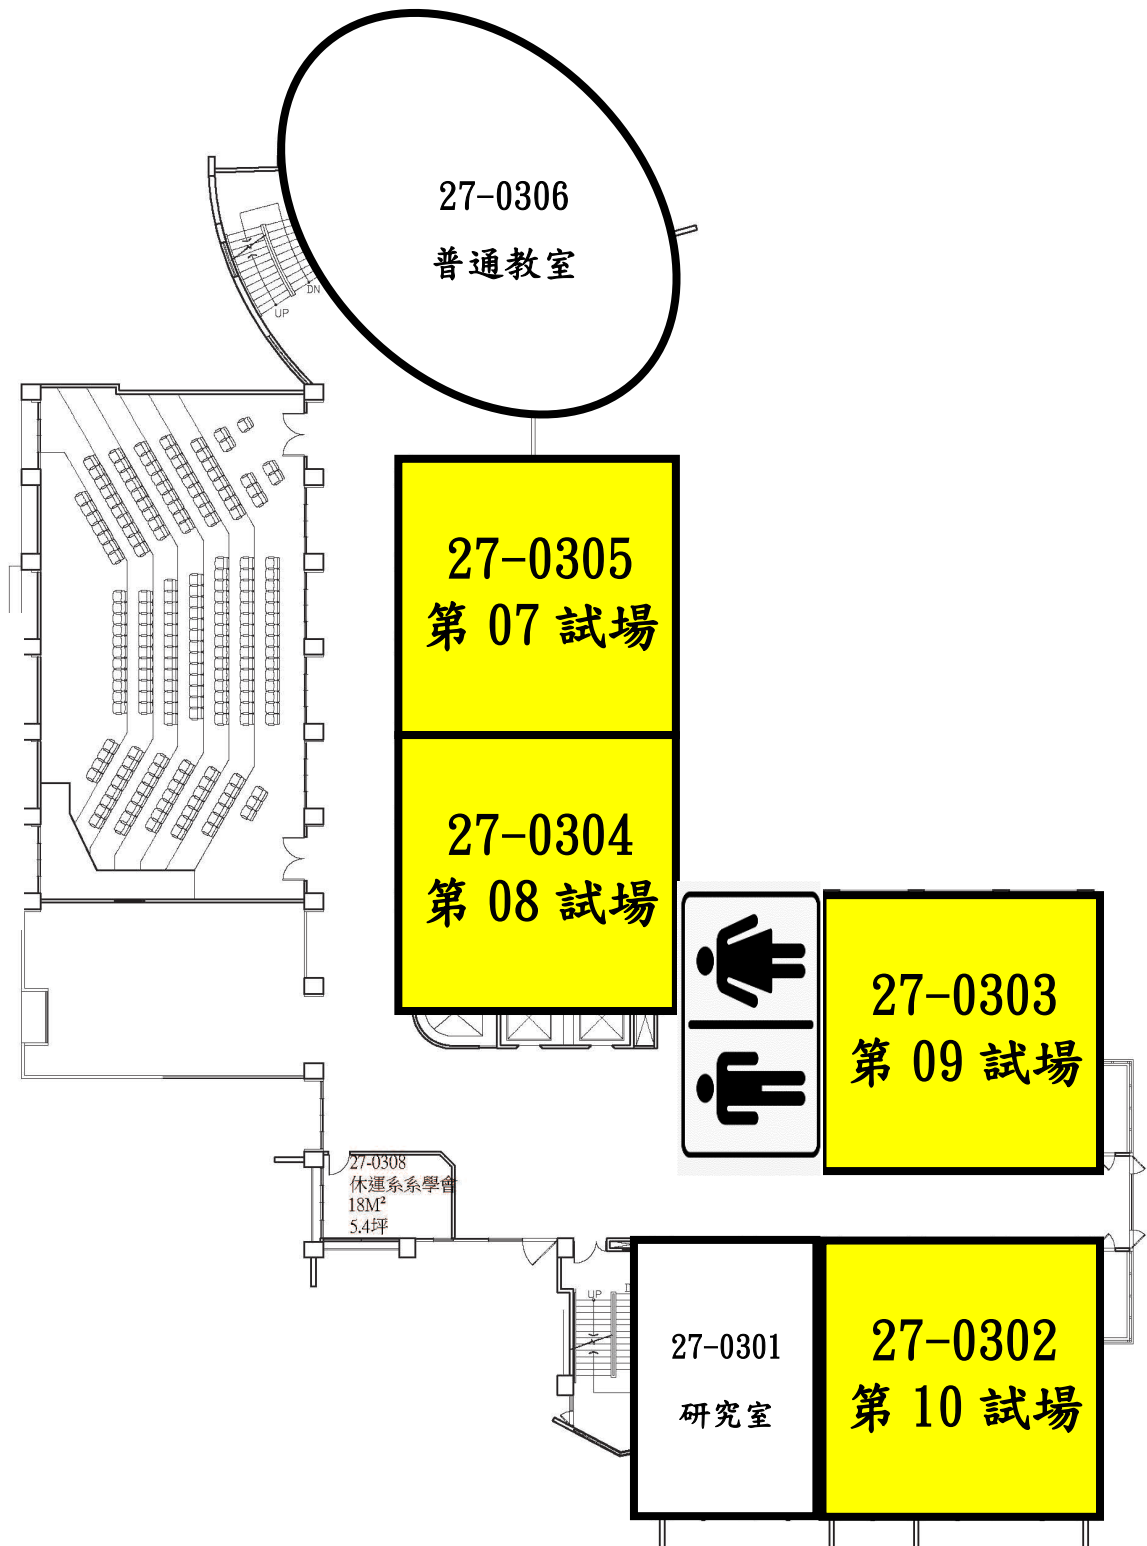 27-0306
普通教室
DN
UP
27-0305
第 07 試場
27-0304
第 08 試場
27-0303
第 09 試場
27-0308
休運系系學會
18M²
5.4坪
UP
27-0301
研究室
27-0302
第 10 試場